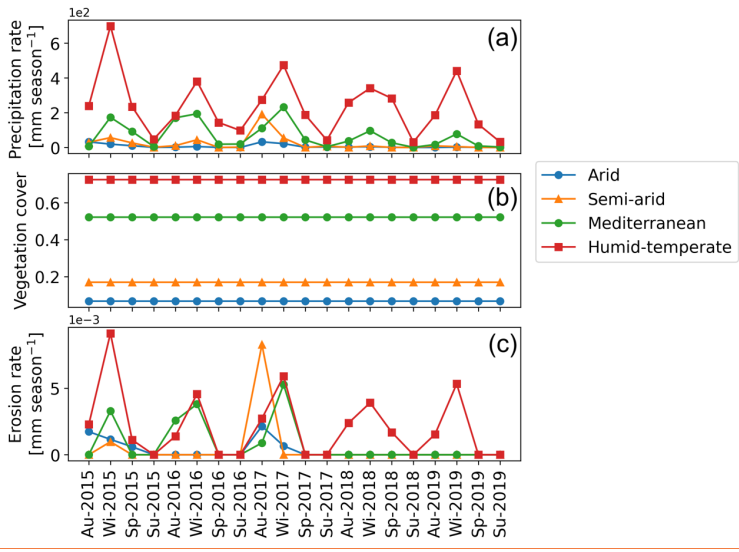 1e2
(a)
Precipitation rate
[mm season⁻¹]
6
4
2
0
(b)
Vegetation cover
0.6
0.4
0.2
Arid
Semi-arid
Mediterranean
Humid-temperate
1e−3
(c)
Erosion rate
[mm season⁻¹]
5
0
Au-2015
Wi-2015
Sp-2015
Su-2015
Au-2016
Wi-2016
Sp-2016
Su-2016
Au-2017
Wi-2017
Sp-2017
Su-2017
Au-2018
Wi-2018
Sp-2018
Su-2018
Au-2019
Wi-2019
Sp-2019
Su-2019